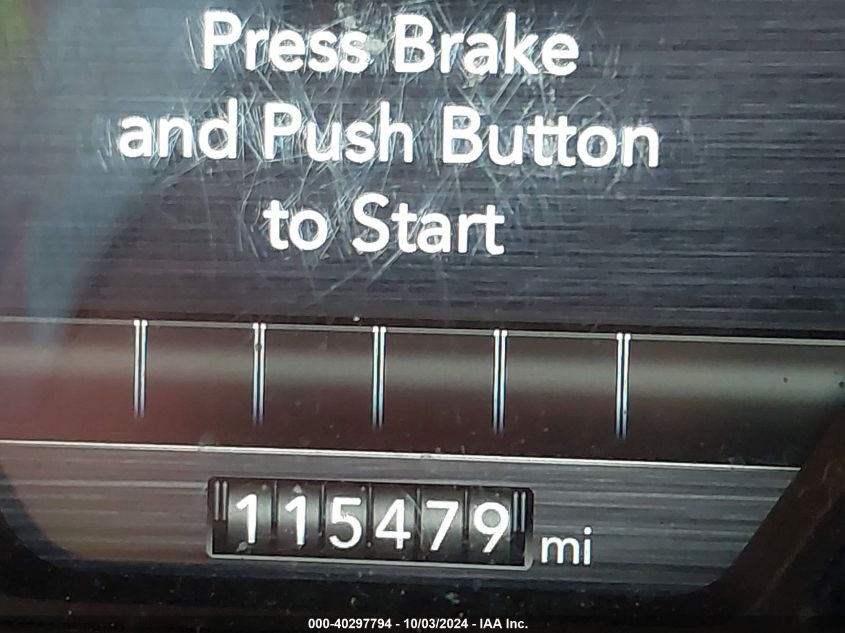 Press Brake
and Push Button
to Start
115479 mi
000-40297794 - 10/03/2024 - IAA Inc.